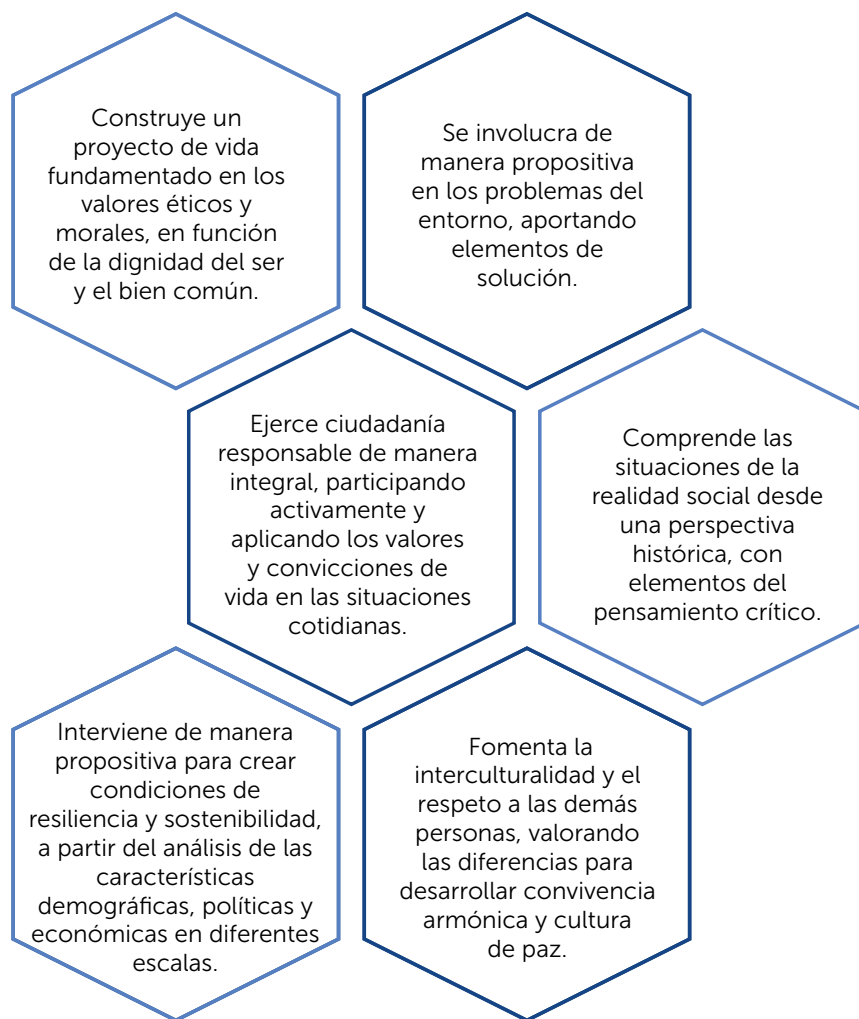 Construye un
proyecto de vida
fundamentado en los
valores éticos y
morales, en función
de la dignidad del ser
y el bien común.
Se involucra de
manera propositiva
en los problemas del
entorno, aportando
elementos de
solución.
Ejerce ciudadanía
responsable de manera
integral, participando
activamente y
aplicando los valores
y convicciones de
vida en las situaciones
cotidianas.
Comprende las
situaciones de la
realidad social desde
una perspectiva
histórica, con
elementos del
pensamiento crítico.
Interviene de manera
propositiva para crear
condiciones de
resiliencia y sostenibilidad,
a partir del análisis de las
características
demográficas, políticas y
económicas en diferentes
escalas.
Fomenta la
interculturalidad y el
respeto a las demás
personas, valorando
las diferencias para
desarrollar convivencia
armónica y cultura
de paz.